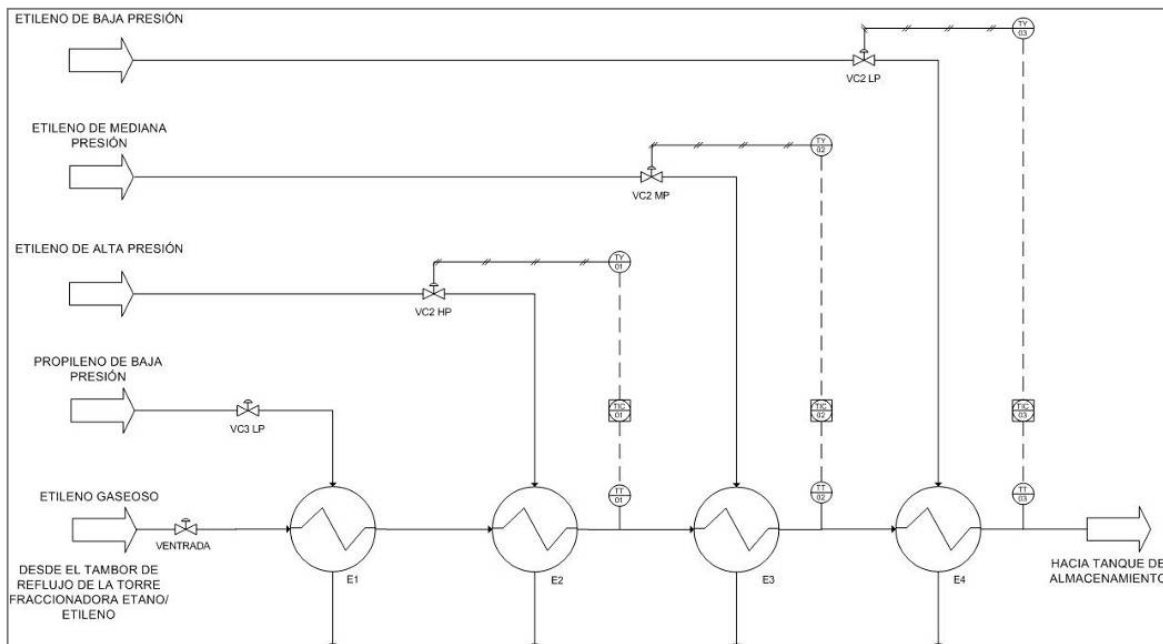 ETILENO DE BAJA PRESIÓN
TY
03
VC2 LP
ETILENO DE MEDIANA
PRESIÓN
TY
02
VC2 MP
ETILENO DE ALTA PRESIÓN
TY
01
VC2 HP
PROPILENO DE BAJA
PRESIÓN
VC3 LP
TIC
01
TIC
02
TIC
03
ETILENO GASEOSO
TT
01
TT
02
TT
03
VENTRADA
DESDE EL TAMBOR DE
REFLUJO DE LA TORRE
FRACCIONADORA ETANO/
ETILENO
E1
E2
E3
E4
HACIA TANQUE DE
ALMACENAMIENTO